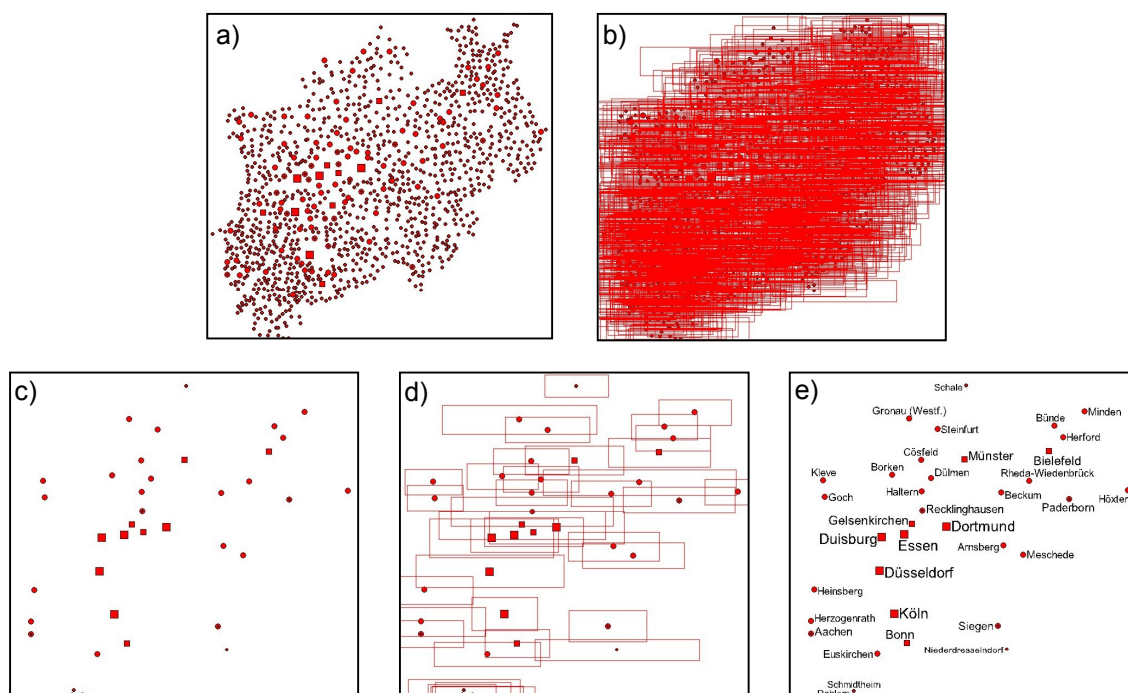 a)
b)
c)
d)
e)
Schale
Gronau (Westf.)
Minden
Bünde
Steinfurt
Herford
Cösfeld
Münster
Bielefeld
Kleve
Borken
Dülmen
Rheda-Wiedenbrück
Goch
Haltern
Beckum
Höxter
Paderborn
Recklinghausen
Gelsenkirchen
Dortmund
Duisburg
Essen
Arnsberg
Meschede
Düsseldorf
Heinsberg
Herzogenrath
Köln
Aachen
Siegen
Bonn
Euskirchen
Niederdresselndorf
Schmidtheim